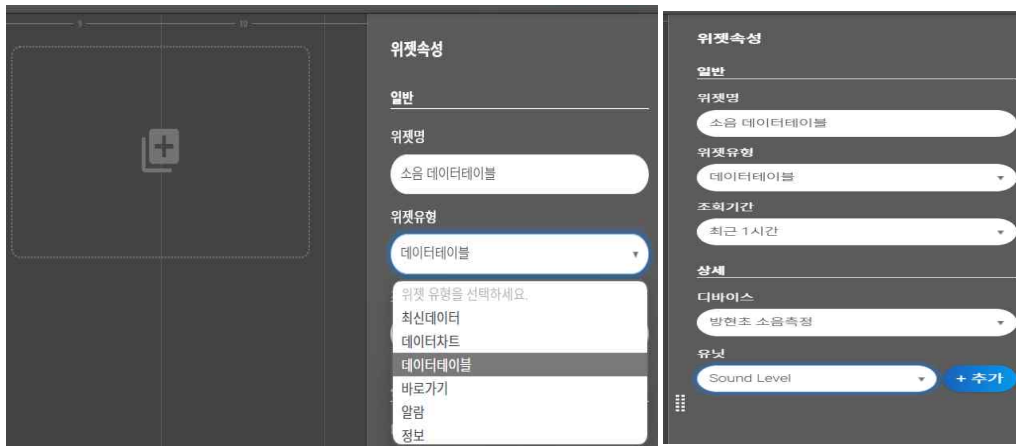 9
10
위젯속성
일반
위젯명
소음 데이터테이블
위젯유형
데이터테이블
위젯 유형을 선택하세요.
최신데이터
데이터차트
데이터테이블
바로가기
알람
정보
위젯속성
일반
위젯명
소음 데이터테이블
위젯유형
데이터테이블
조회기간
최근 1시간
상세
디바이스
방현초 소음측정
유닛
Sound Level
+ 추가